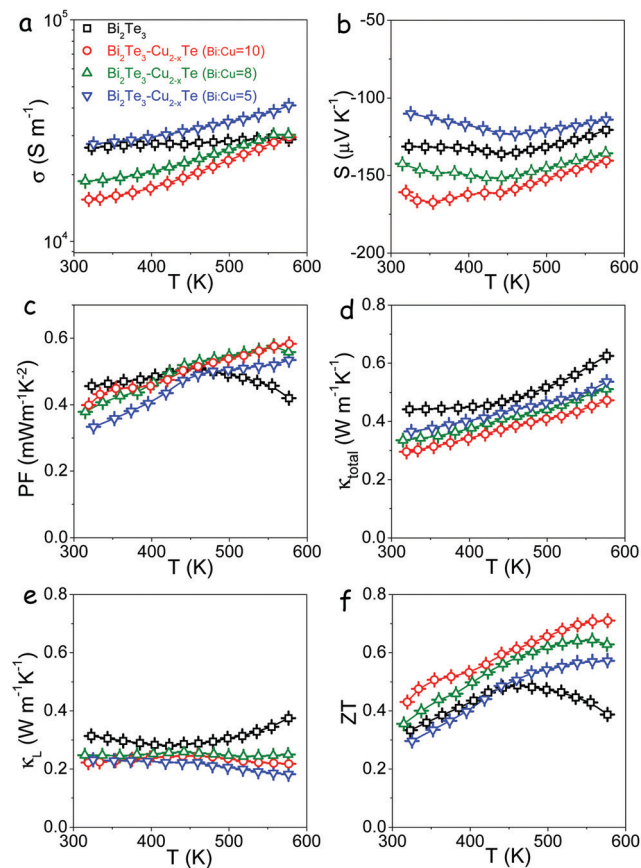 a
10⁵
Bi₂Te₃
Bi₂Te₃-Cu₂₋ₓTe (Bi:Cu=10)
Bi₂Te₃-Cu₂₋ₓTe (Bi:Cu=8)
Bi₂Te₃-Cu₂₋ₓTe (Bi:Cu=5)
σ (S m⁻¹)
10⁴
300 400 500 600
T (K)
b
-50
-100
-150
-200
S (μV K⁻¹)
300 400 500 600
T (K)
c
0.6
0.4
0.2
0.0
PF (mWm⁻¹K⁻²)
300 400 500 600
T (K)
d
0.8
0.6
0.4
0.2
0.0
κtotal (W m⁻¹K⁻¹)
300 400 500 600
T (K)
e
0.8
0.6
0.4
0.2
0.0
κL (W m⁻¹K⁻¹)
300 400 500 600
T (K)
f
0.8
0.6
0.4
0.2
0.0
ZT
300 400 500 600
T (K)